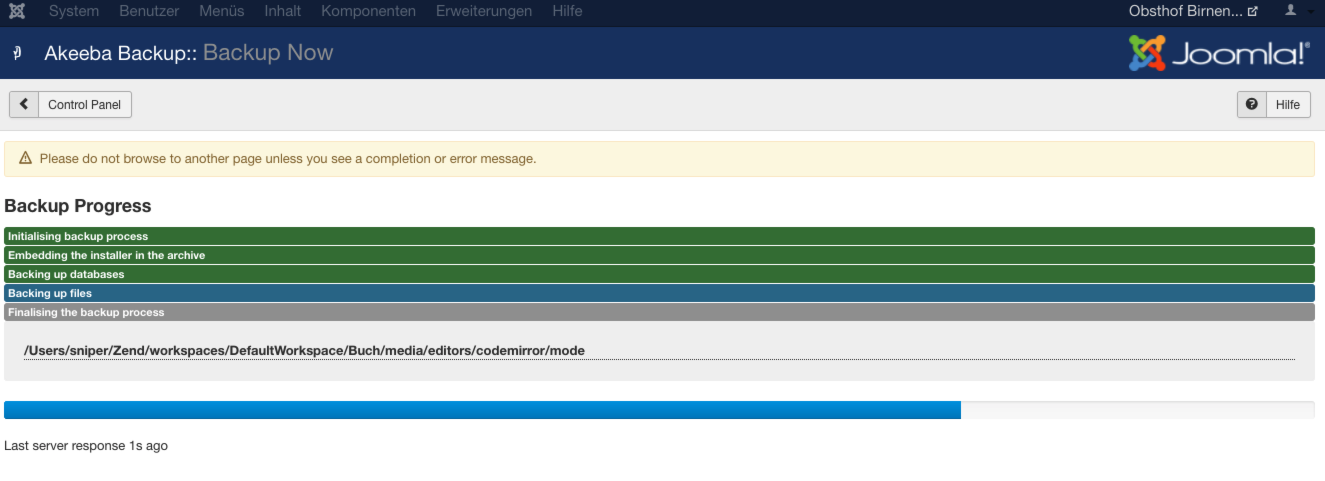 System Benutzer Menüs Inhalt Komponenten Erweiterungen Hilfe Obsthof Birnen...
Akeeba Backup:: Backup Now Joomla!®
Control Panel Hilfe
Please do not browse to another page unless you see a completion or error message.
Backup Progress
Initialising backup process
Embedding the installer in the archive
Backing up databases
Backing up files
Finalising the backup process
/Users/sniper/Zend/workspaces/DefaultWorkspace/Buch/media/editors/codemirror/mode
Last server response 1s ago